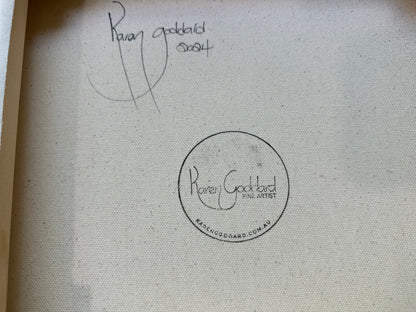 Karen Goddard
2024
Karen Goddard
FINE ARTIST
KARENGODDARD.COM.AU